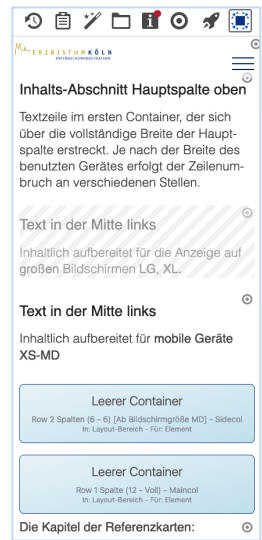 ERZBISTUM KÖLN
Inhalts-Abschnitt Hauptspalte oben
Textzeile im ersten Container, der sich
über die vollständige Breite der Haupt-
spalte erstreckt. Je nach der Breite des
benutzten Gerätes erfolgt der Zeilenum-
bruch an verschiedenen Stellen.
Text in der Mitte links
Inhaltlich aufbereitet für die Anzeige auf
großen Bildschirmen LG, XL.
Text in der Mitte links
Inhaltlich aufbereitet für mobile Geräte
XS-MD
Leerer Container
Row 2 Spalten (6 - 6) [Ab Bildschirmgröße MD] - Sidecol
In: Layout-Bereich - Für: Element
Leerer Container
Row 1 Spalte (12 - Voll) - Maincol
In: Layout-Bereich - Für: Element
Die Kapitel der Referenzkarten: